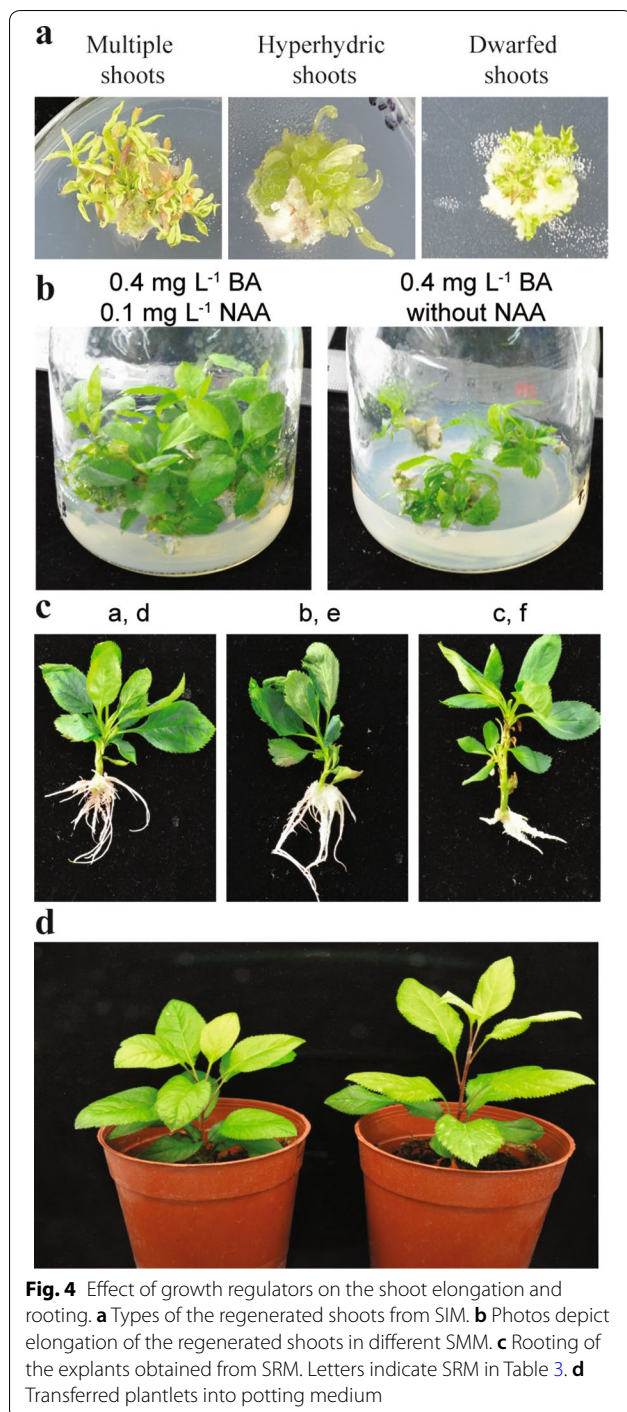 a
Multiple Hyperhydric Dwarfed
shoots shoots shoots
b
0.4 mg L⁻¹ BA 0.4 mg L⁻¹ BA
0.1 mg L⁻¹ NAA without NAA
c
a, d b, e c, f
d
Fig. 4 Effect of growth regulators on the shoot elongation and
rooting. a Types of the regenerated shoots from SIM. b Photos depict
elongation of the regenerated shoots in different SMM. c Rooting of
the explants obtained from SRM. Letters indicate SRM in Table 3. d
Transferred plantlets into potting medium